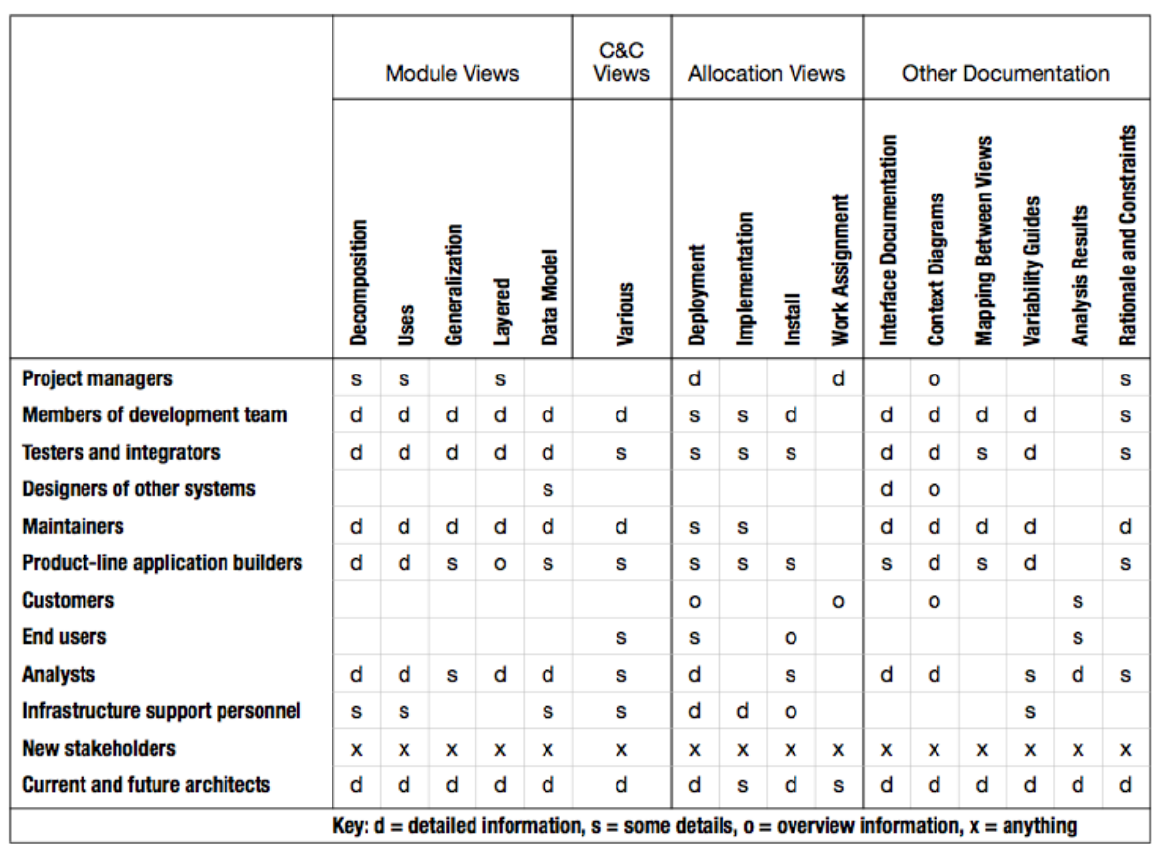 C&C
Module Views Views Allocation Views Other Documentation
Decomposition Uses Generalization Layered Data Model Various Deployment Implementation Install Work Assignment Interface Documentation Context Diagrams Mapping Between Views Variability Guides Analysis Results Rationale and Constraints
Project managers s s s d d o s
Members of development team d d d d d d s s d d d d d s
Testers and integrators d d d d d s s s s d d s d s
Designers of other systems s d o
Maintainers d d d d d d s s d d d d d
Product-line application builders d d s o s s s s s s d s d s
Customers o o o s
End users s s o s
Analysts d d s d d s d s d d s d s
Infrastructure support personnel s s s s d d o s
New stakeholders x x x x x x x x x x x x x x x x
Current and future architects d d d d d d d s d s d d d d d d
Key: d = detailed information, s = some details, o = overview information, x = anything